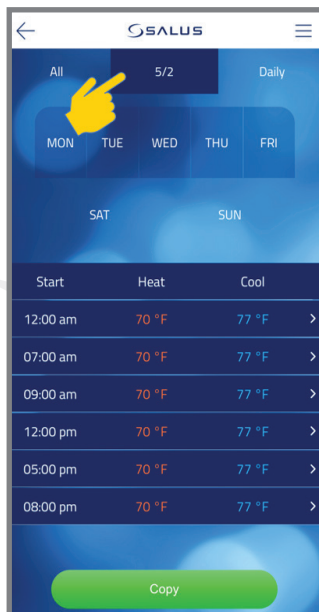 SALUS
All 5/2 Daily
MON TUE WED THU FRI
SAT SUN
Start Heat Cool
12:00 am 70 °F 77 °F
07:00 am 70 °F 77 °F
09:00 am 70 °F 77 °F
12:00 pm 70 °F 77 °F
05:00 pm 70 °F 77 °F
08:00 pm 70 °F 77 °F
Copy